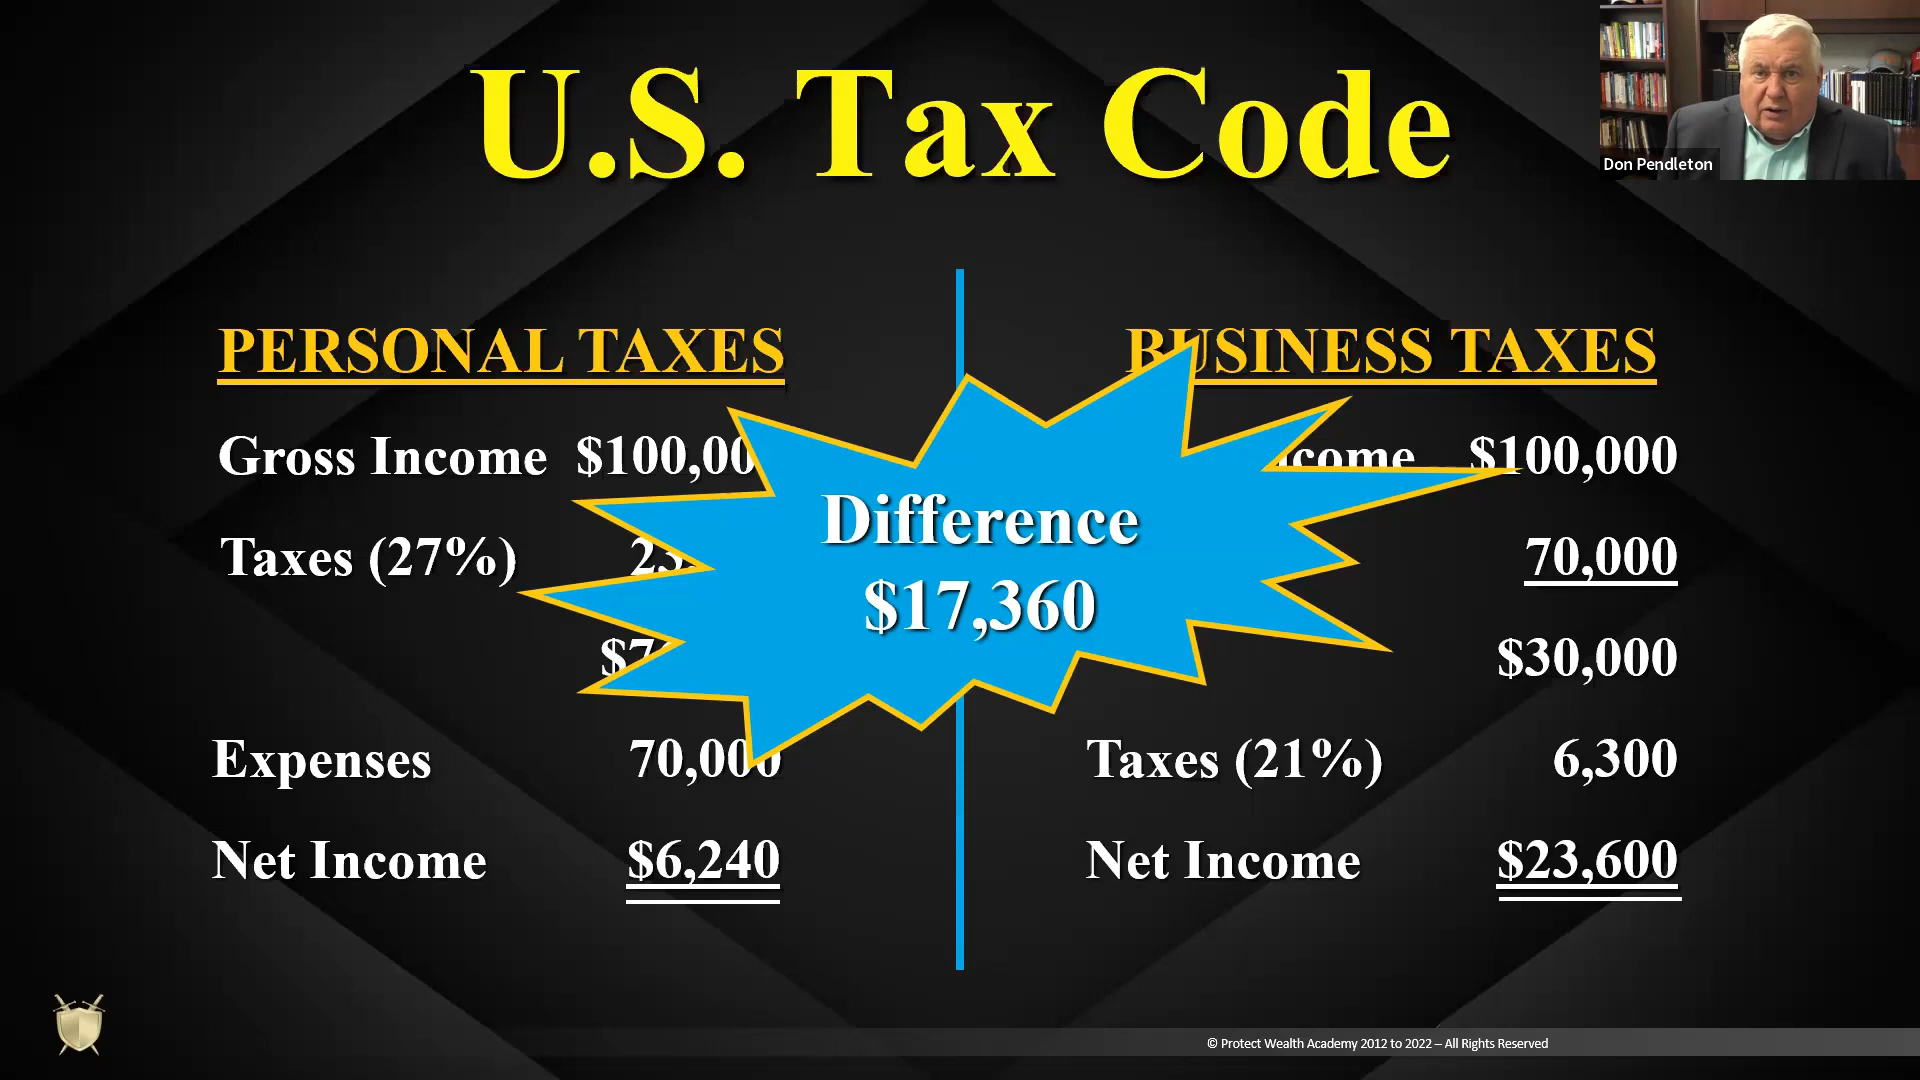 U.S. Tax Code
Don Pendleton
PERSONAL TAXES
Gross Income $100,00
Taxes (27%)
Expenses 70,000
Net Income $6,240
Difference
$17,360
BUSINESS TAXES
$100,000
70,000
$30,000
Taxes (21%) 6,300
Net Income $23,600
© Protect Wealth Academy 2012 to 2022 – All Rights Reserved